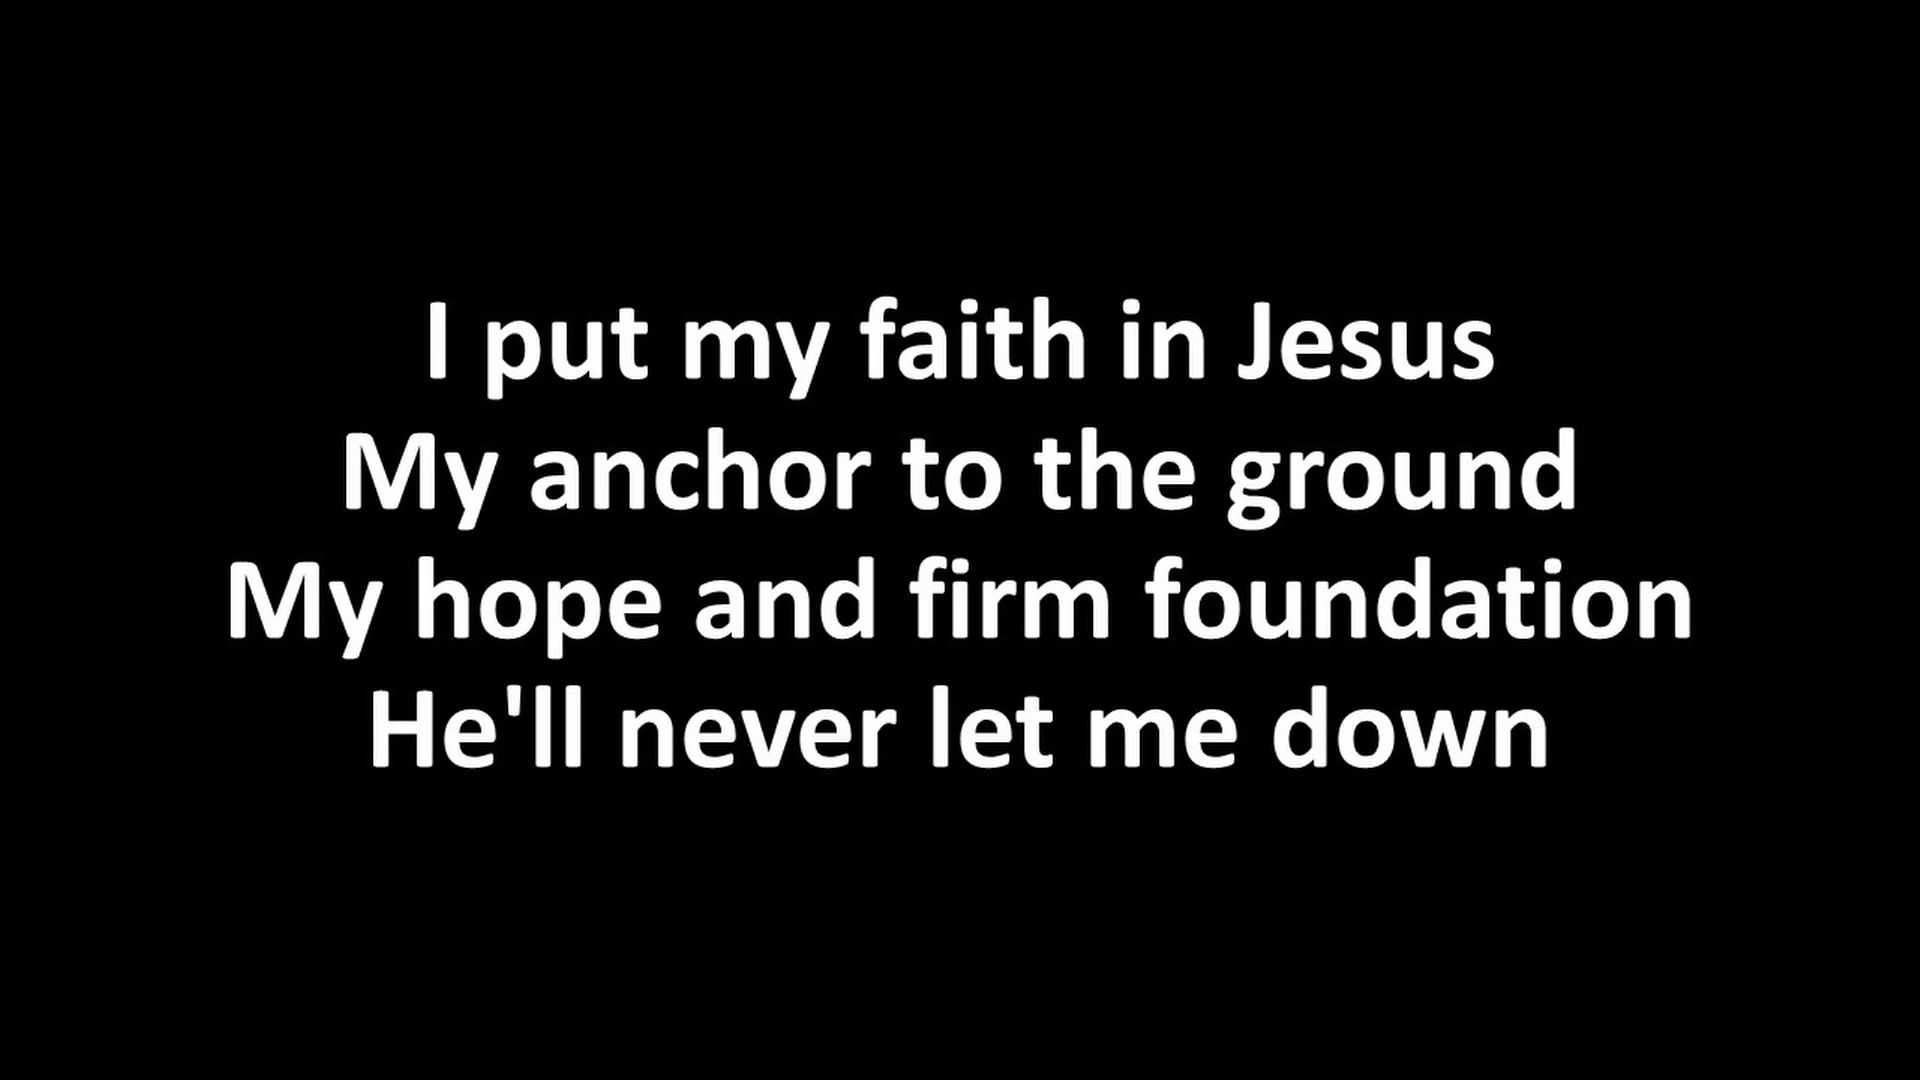 I put my faith in Jesus
My anchor to the ground
My hope and firm foundation
He'll never let me down